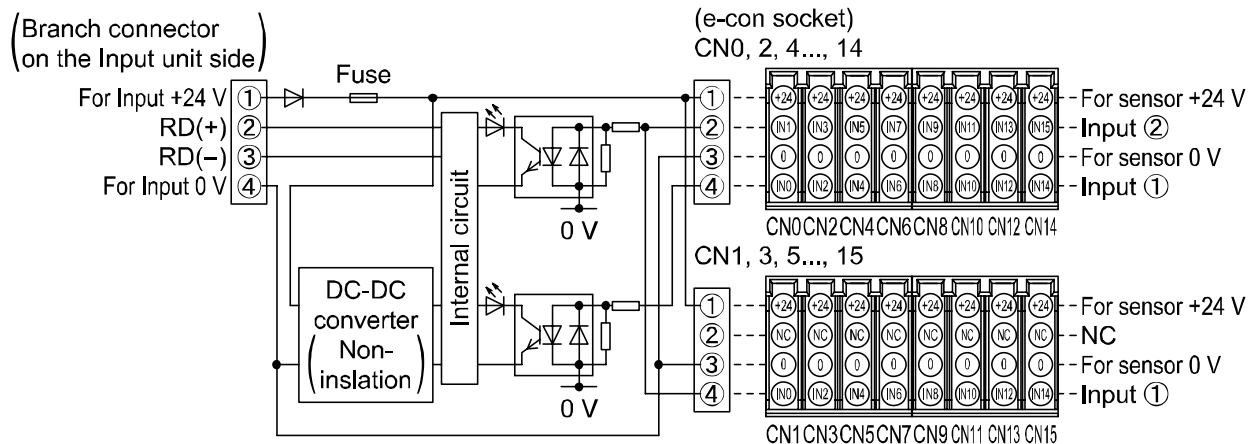 (Branch connector
on the Input unit side)
Fuse
For Input +24 V ①
RD(+) ②
RD(−) ③
For Input 0 V ④
DC-DC
converter
(Non-
inslation)
Internal circuit
0 V
0 V
(e-con socket)
CN0, 2, 4..., 14
① +24 +24 +24 +24 +24 +24 +24 +24 For sensor +24 V
② IN1 IN3 IN5 IN7 IN9 IN11 IN13 IN15 Input ②
③ 0 0 0 0 0 0 0 0 For sensor 0 V
④ IN0 IN2 IN4 IN6 IN8 IN10 IN12 IN14 Input ①
CN0 CN2 CN4 CN6 CN8 CN10 CN12 CN14
CN1, 3, 5..., 15
① +24 +24 +24 +24 +24 +24 +24 +24 For sensor +24 V
② NC NC NC NC NC NC NC NC NC
③ 0 0 0 0 0 0 0 0 For sensor 0 V
④ IN0 IN2 IN4 IN6 IN8 IN10 IN12 IN14 Input ①
CN1 CN3 CN5 CN7 CN9 CN11 CN13 CN15